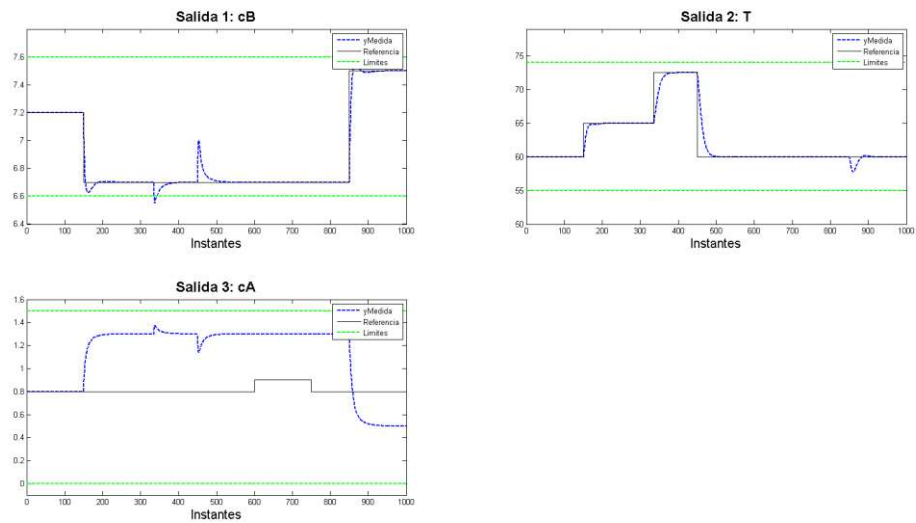 Salida 1: cB
yMedida
Referencia
Limites
7.6
7.4
7.2
7
6.8
6.6
6.4
0 100 200 300 400 500 600 700 800 900 1000
Instantes
Salida 2: T
yMedida
Referencia
Limites
75
70
65
60
55
50
0 100 200 300 400 500 600 700 800 900 1000
Instantes
Salida 3: cA
yMedida
Referencia
Limites
1.6
1.4
1.2
1
0.8
0.6
0.4
0.2
0
0 100 200 300 400 500 600 700 800 900 1000
Instantes